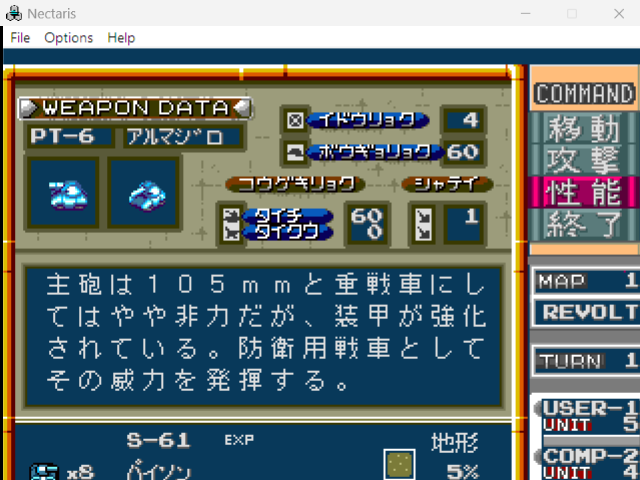 Nectaris
File Options Help
WEAPON DATA
PT-6 アルマジロ
イドウリョク 4
ボウギョリョク 60
コウゲキリョク シャテイ
タイチ 60 1
タイクウ 0
主砲は105mmと重戦車にし
てはやや非力だが、装甲が強化
されている。防衛用戦車として
その威力を発揮する。
S-61 EXP 地形
x8 パイソン 5%
COMMAND
移動
攻撃
性能
終了
MAP 1
REVOLT
TURN 1
USER-1
UNIT 5
COMP-2
UNIT 4